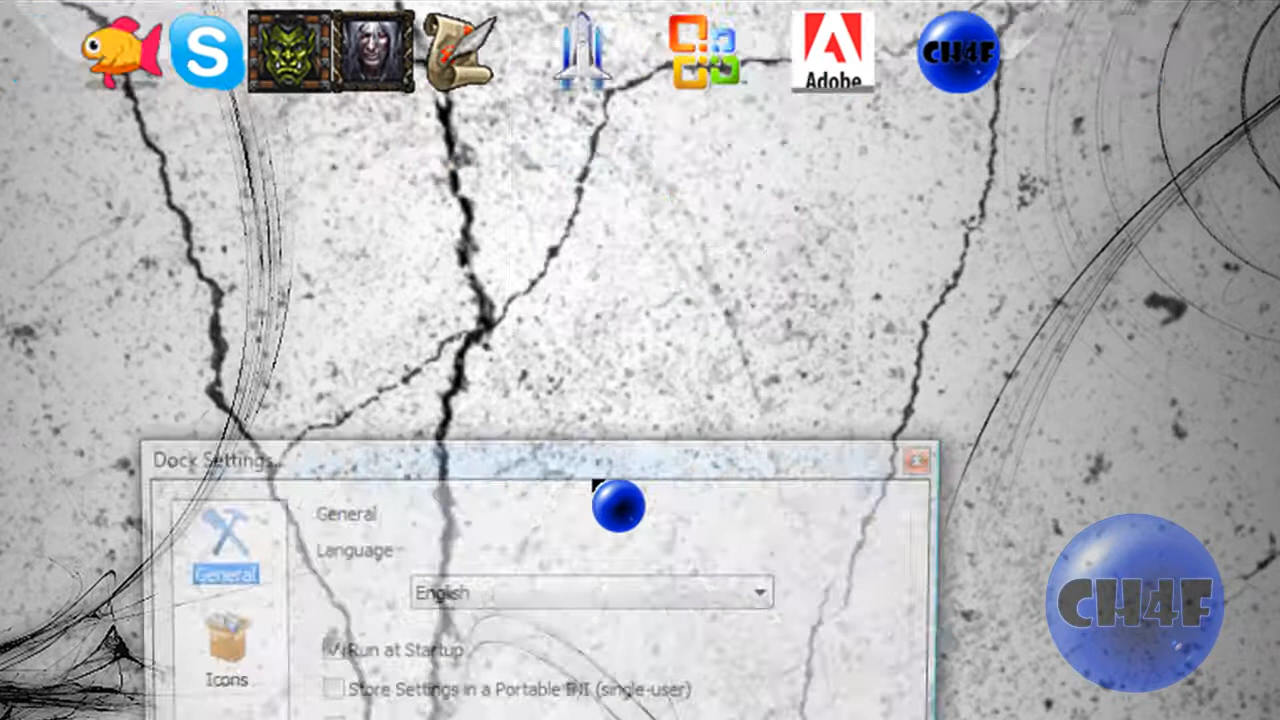 S
Adobe
CH4F
Dock Settings...
General
Language
General
English
Icons
Run at Startup
Store Settings in a Portable INI (single-user)
CH4F